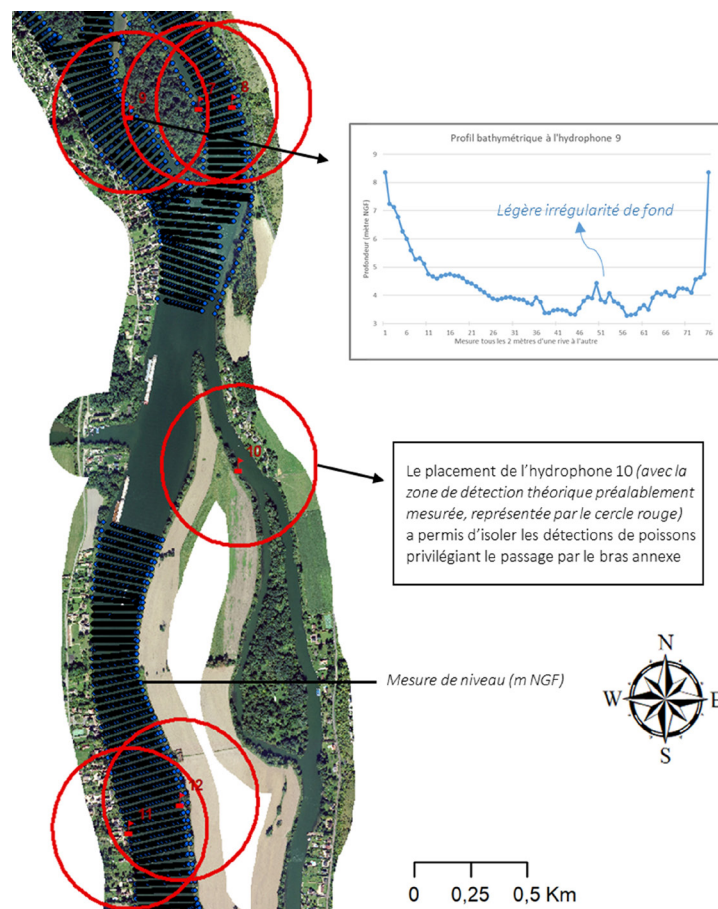 7
8
Profil bathymétrique à l'hydrophone 9
Profondeur (mètre NGF)
9
8
7
6
5
4
3
Légère irrégularité de fond
1 6 11 16 21 26 31 36 41 46 51 56 61 66 71 76
Mesure tous les 2 mètres d'une rive à l'autre
10
Le placement de l'hydrophone 10 (avec la
zone de détection théorique préalablement
mesurée, représentée par le cercle rouge)
a permis d'isoler les détections de poissons
privilégiant le passage par le bras annexe
Mesure de niveau (m NGF)
N
W E
S
12
11
0 0,25 0,5 Km